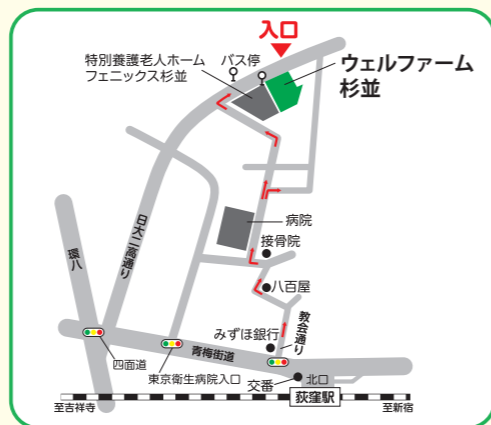 入口
特別養護老人ホーム
フェニックス杉並
バス停
ウェルファーム
杉並
日大二高通り
環八
病院
接骨院
八百屋
教会通り
みずほ銀行
青梅街道
四面道
東京衛生病院入口
交番
北口
荻窪駅
至吉祥寺
至新宿